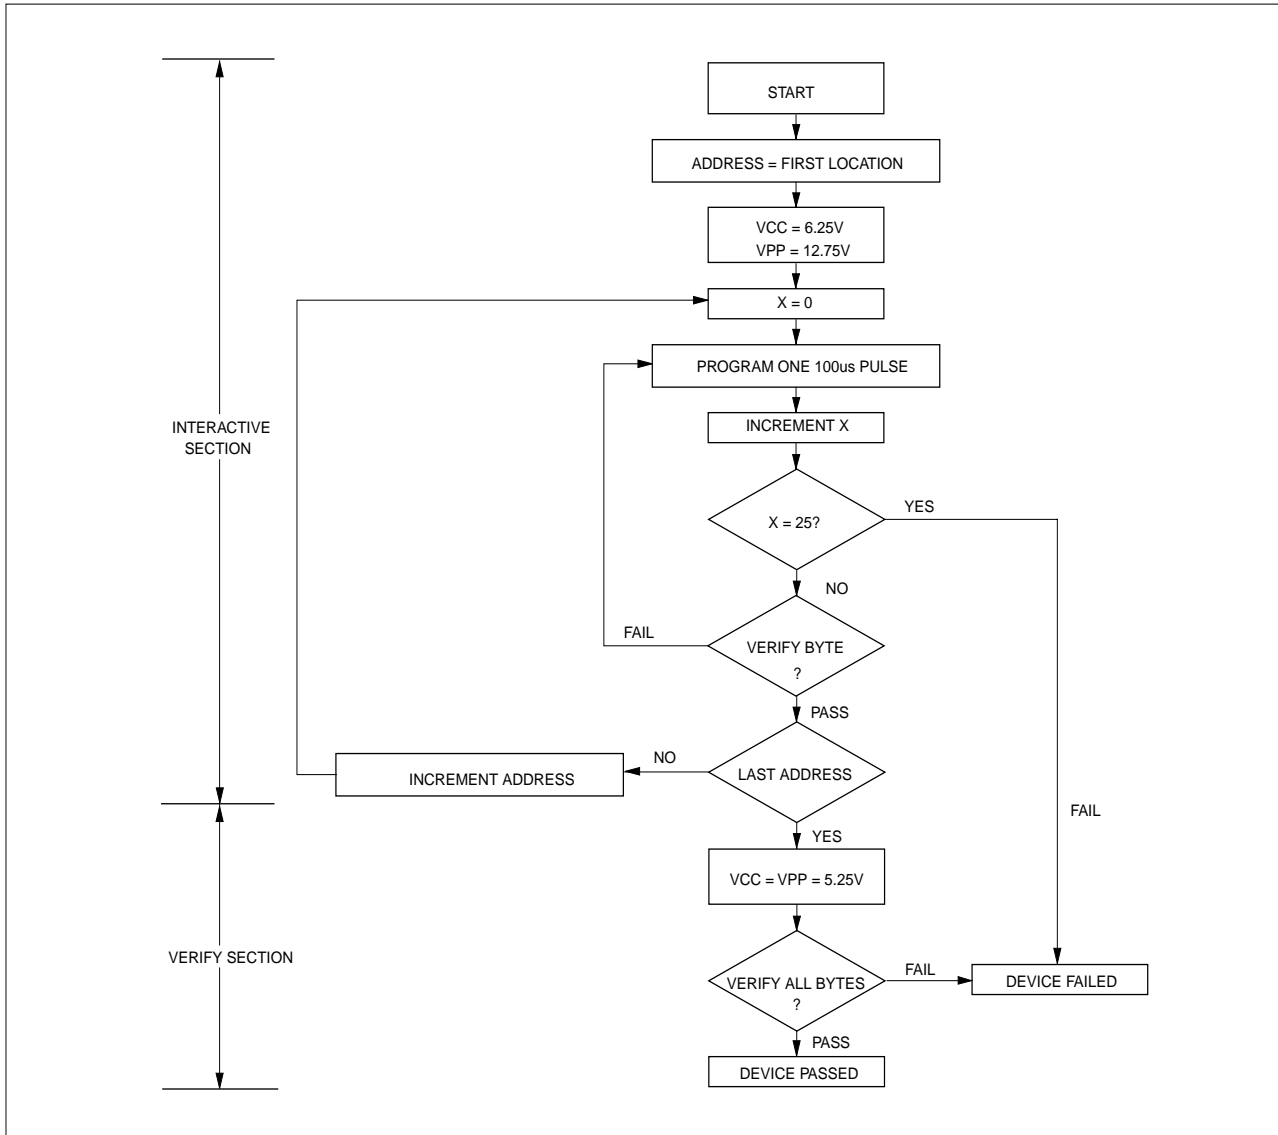 START
ADDRESS = FIRST LOCATION
VCC = 6.25V
VPP = 12.75V
X = 0
PROGRAM ONE 100us PULSE
INCREMENT X
INTERACTIVE
SECTION
X = 25?
YES
NO
FAIL
VERIFY BYTE
?
PASS
LAST ADDRESS
NO
INCREMENT ADDRESS
FAIL
YES
VCC = VPP = 5.25V
VERIFY SECTION
VERIFY ALL BYTES
?
FAIL
DEVICE FAILED
PASS
DEVICE PASSED